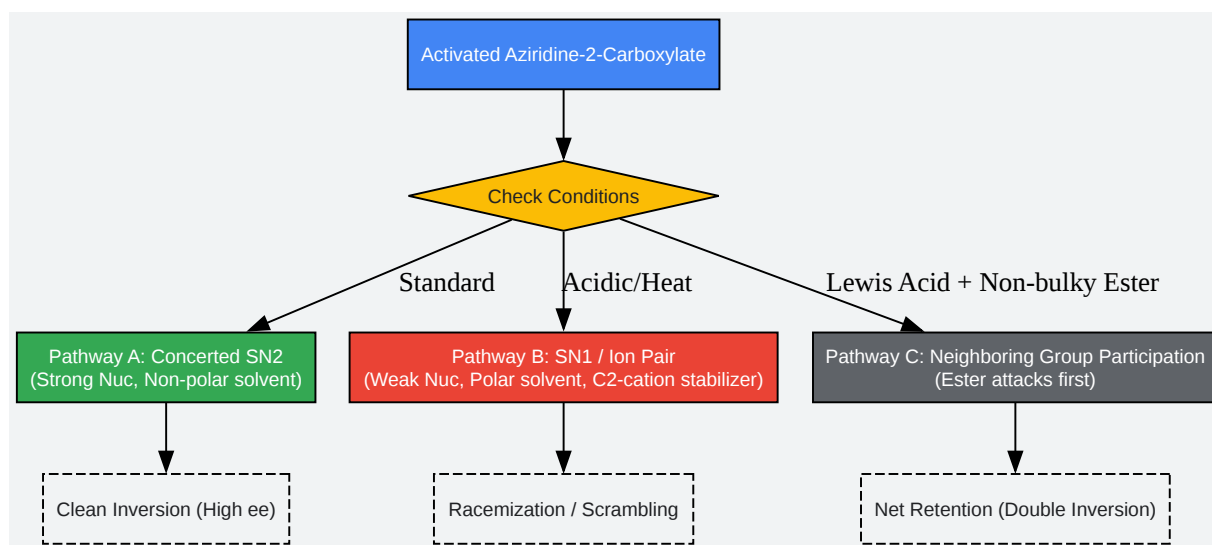 Activated Aziridine-2-Carboxylate
Check Conditions
Standard
Acidic/Heat
Lewis Acid + Non-bulky Ester
Pathway A: Concerted SN2
(Strong Nuc, Non-polar solvent)
Pathway B: SN1 / Ion Pair
(Weak Nuc, Polar solvent, C2-cation stabilizer)
Pathway C: Neighboring Group Participation
(Ester attacks first)
Clean Inversion (High ee)
Racemization / Scrambling
Net Retention (Double Inversion)